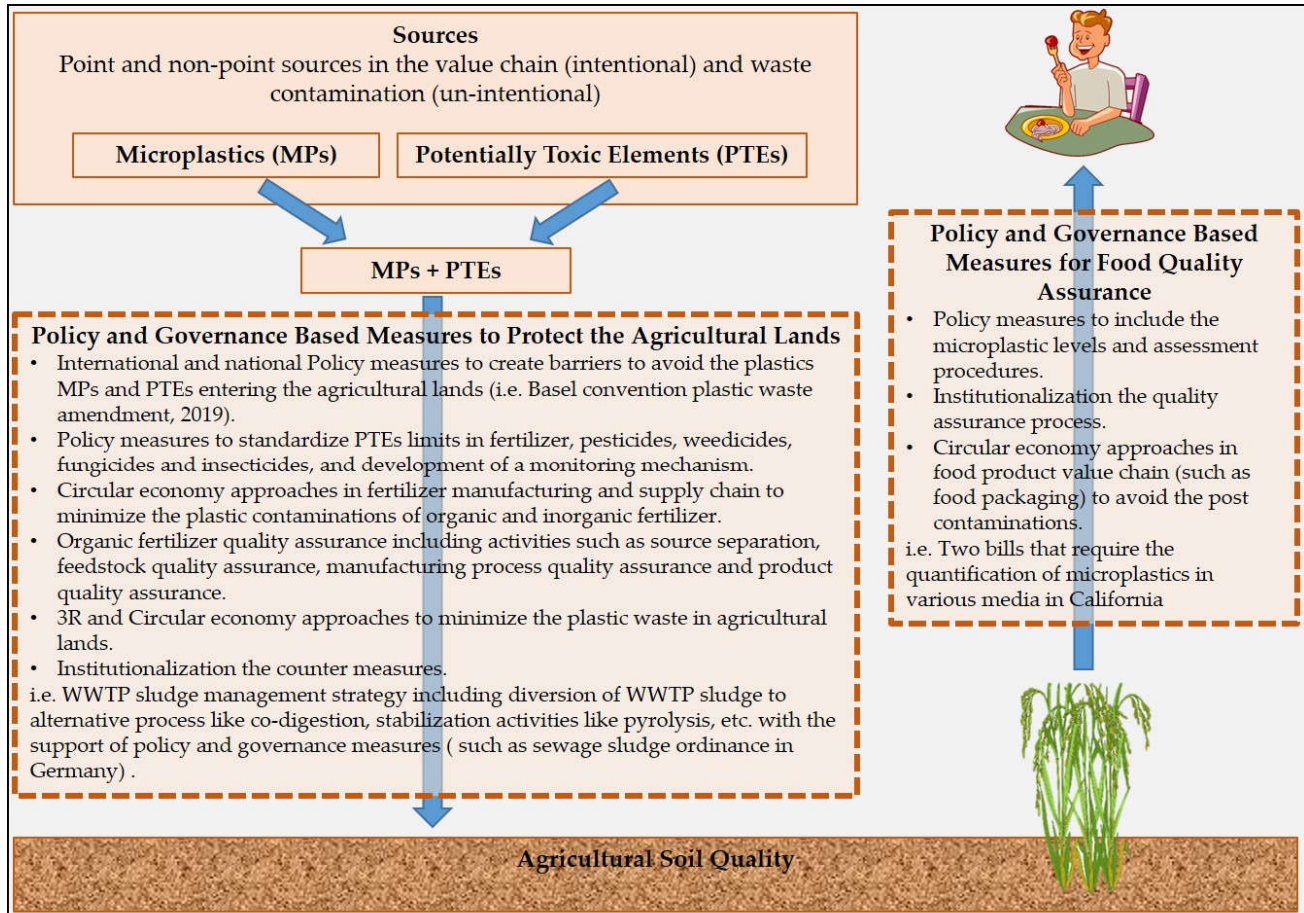 Sources
Point and non-point sources in the value chain (intentional) and waste
contamination (un-intentional)
Microplastics (MPs)
Potentially Toxic Elements (PTEs)
MPs + PTEs
Policy and Governance Based Measures to Protect the Agricultural Lands
• International and national Policy measures to create barriers to avoid the plastics
MPs and PTEs entering the agricultural lands (i.e. Basel convention plastic waste
amendment, 2019).
• Policy measures to standardize PTEs limits in fertilizer, pesticides, weedicides,
fungicides and insecticides, and development of a monitoring mechanism.
• Circular economy approaches in fertilizer manufacturing and supply chain to
minimize the plastic contaminations of organic and inorganic fertilizer.
• Organic fertilizer quality assurance including activities such as source separation,
feedstock quality assurance, manufacturing process quality assurance and product
quality assurance.
• 3R and Circular economy approaches to minimize the plastic waste in agricultural
lands.
• Institutionalization the counter measures.
i.e. WWTP sludge management strategy including diversion of WWTP sludge to
alternative process like co-digestion, stabilization activities like pyrolysis, etc. with the
support of policy and governance measures ( such as sewage sludge ordinance in
Germany) .
Policy and Governance Based
Measures for Food Quality
Assurance
• Policy measures to include the
microplastic levels and assessment
procedures.
• Institutionalization the quality
assurance process.
• Circular economy approaches in
food product value chain (such as
food packaging) to avoid the post
contaminations.
i.e. Two bills that require the
quantification of microplastics in
various media in California
Agricultural Soil Quality